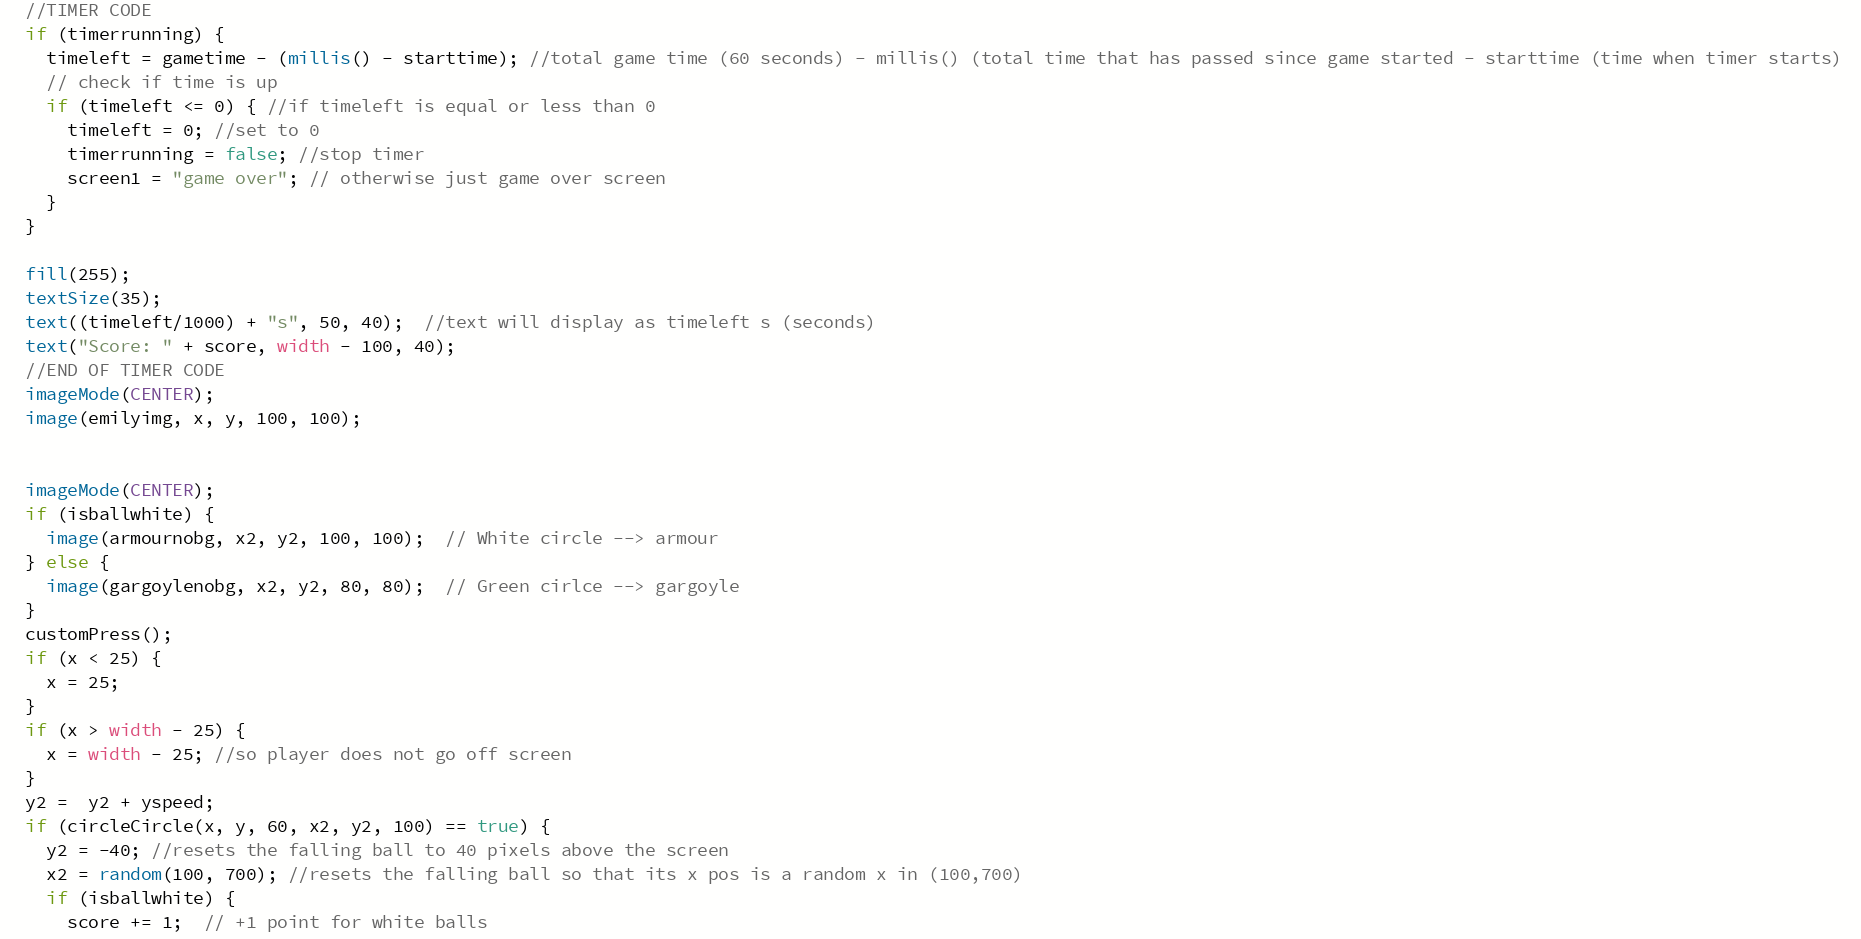 //TIMER CODE
if (timerrunning) {
timeleft = gametime - (millis() - starttime); //total game time (60 seconds) - millis() (total time that has passed since game started - starttime (time when timer starts)
// check if time is up
if (timeleft <= 0) { //if timeleft is equal or less than 0
timeleft = 0; //set to 0
timerrunning = false; //stop timer
screen1 = "game over"; // otherwise just game over screen
}
}
fill(255);
textSize(35);
text((timeleft/1000) + "s", 50, 40);  //text will display as timeleft s (seconds)
text("Score: " + score, width - 100, 40);
//END OF TIMER CODE
imageMode(CENTER);
image(emilyimg, x, y, 100, 100);
imageMode(CENTER);
if (isballwhite) {
image(armournobg, x2, y2, 100, 100);  // White circle --> armour
} else {
image(gargoylenobg, x2, y2, 80, 80);  // Green cirlce --> gargoyle
}
customPress();
if (x < 25) {
x = 25;
}
if (x > width - 25) {
x = width - 25; //so player does not go off screen
}
y2 =  y2 + yspeed;
if (circleCircle(x, y, 60, x2, y2, 100) == true) {
y2 = -40; //resets the falling ball to 40 pixels above the screen
x2 = random(100, 700); //resets the falling ball so that its x pos is a random x in (100,700)
if (isballwhite) {
score += 1;  // +1 point for white balls